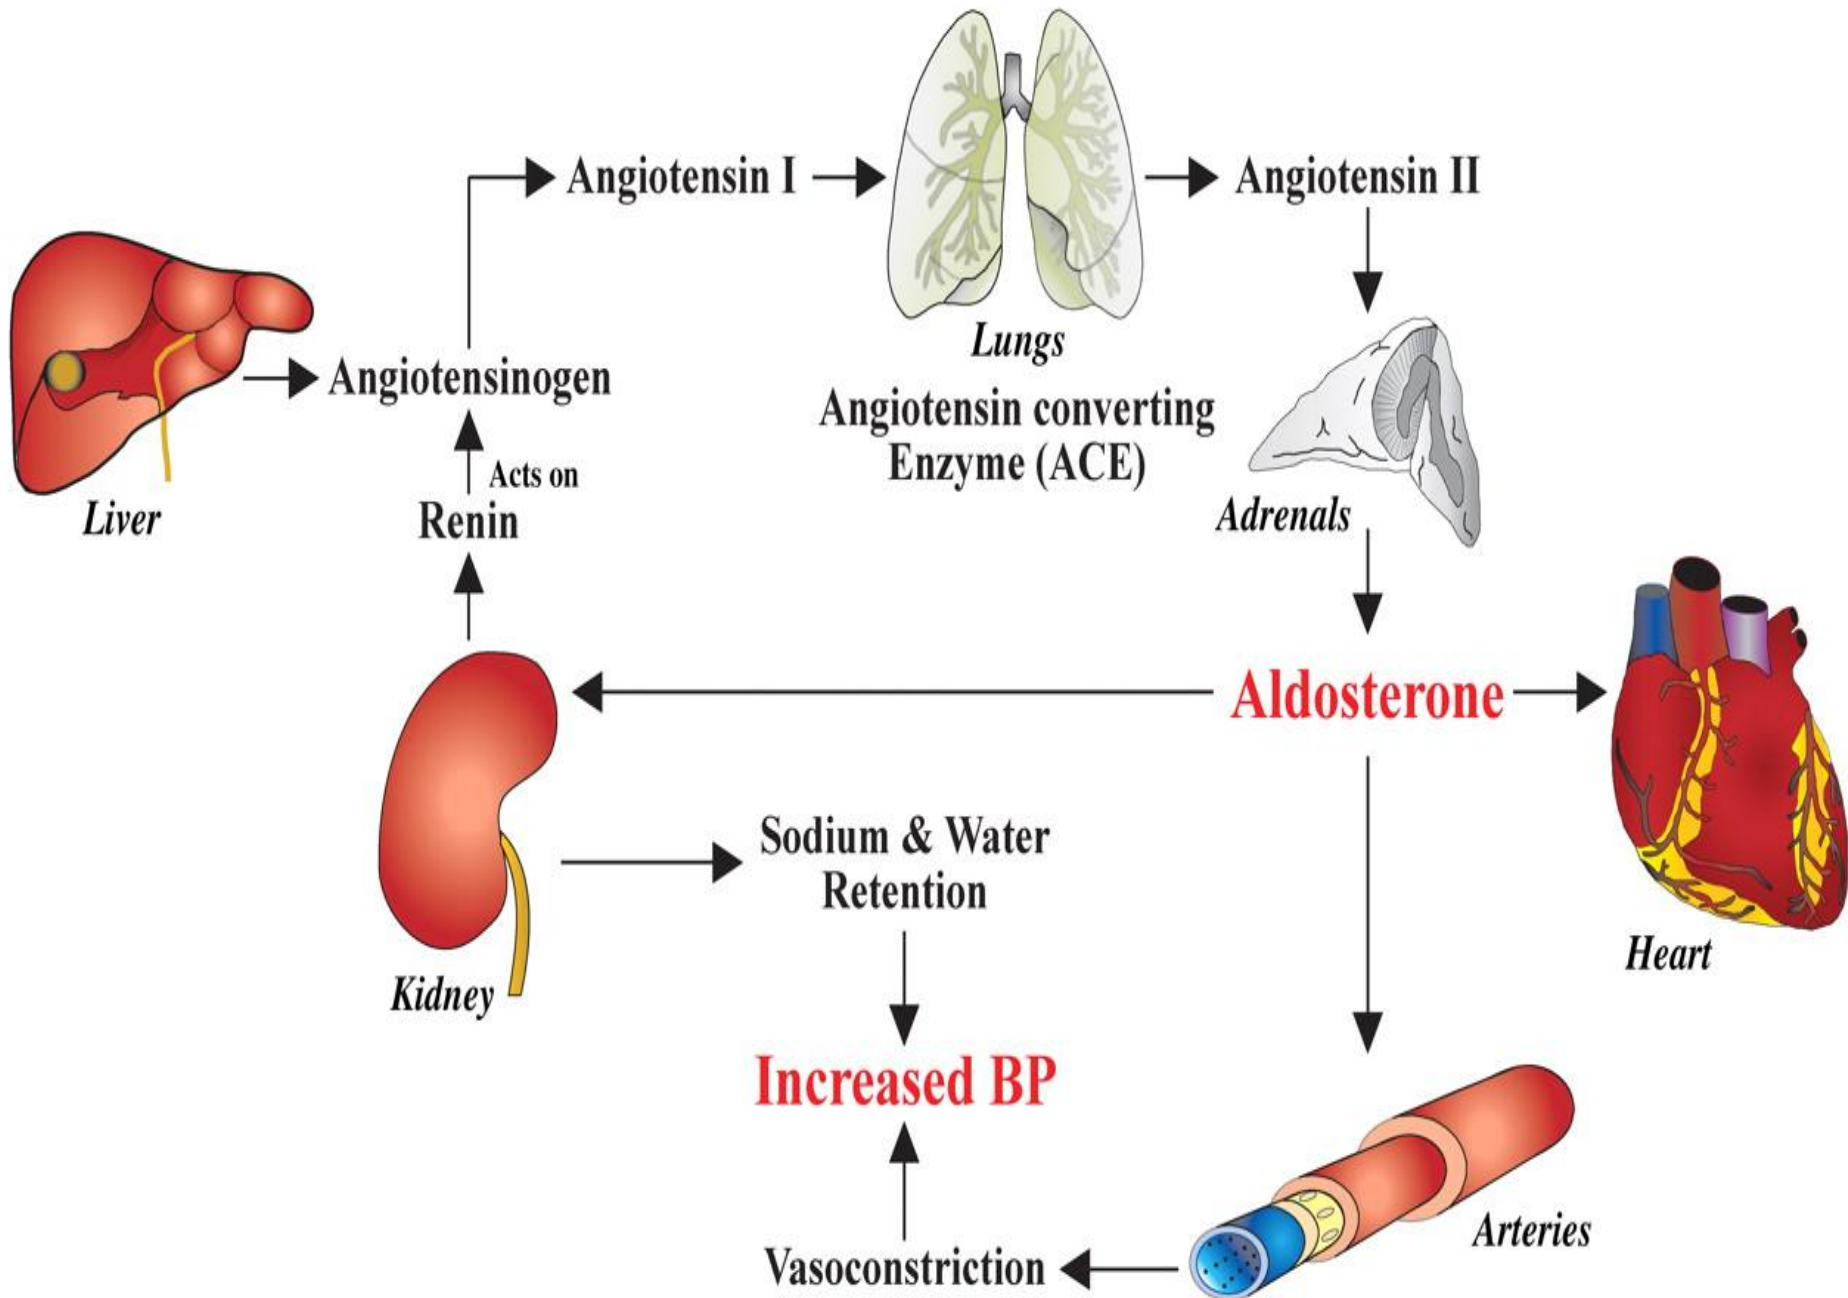 Angiotensin I
Angiotensin II
Lungs
Angiotensin converting
Enzyme (ACE)
Angiotensinogen
Acts on
Renin
Liver
Adrenals
Aldosterone
Kidney
Sodium & Water
Retention
Heart
Increased BP
Arteries
Vasoconstriction